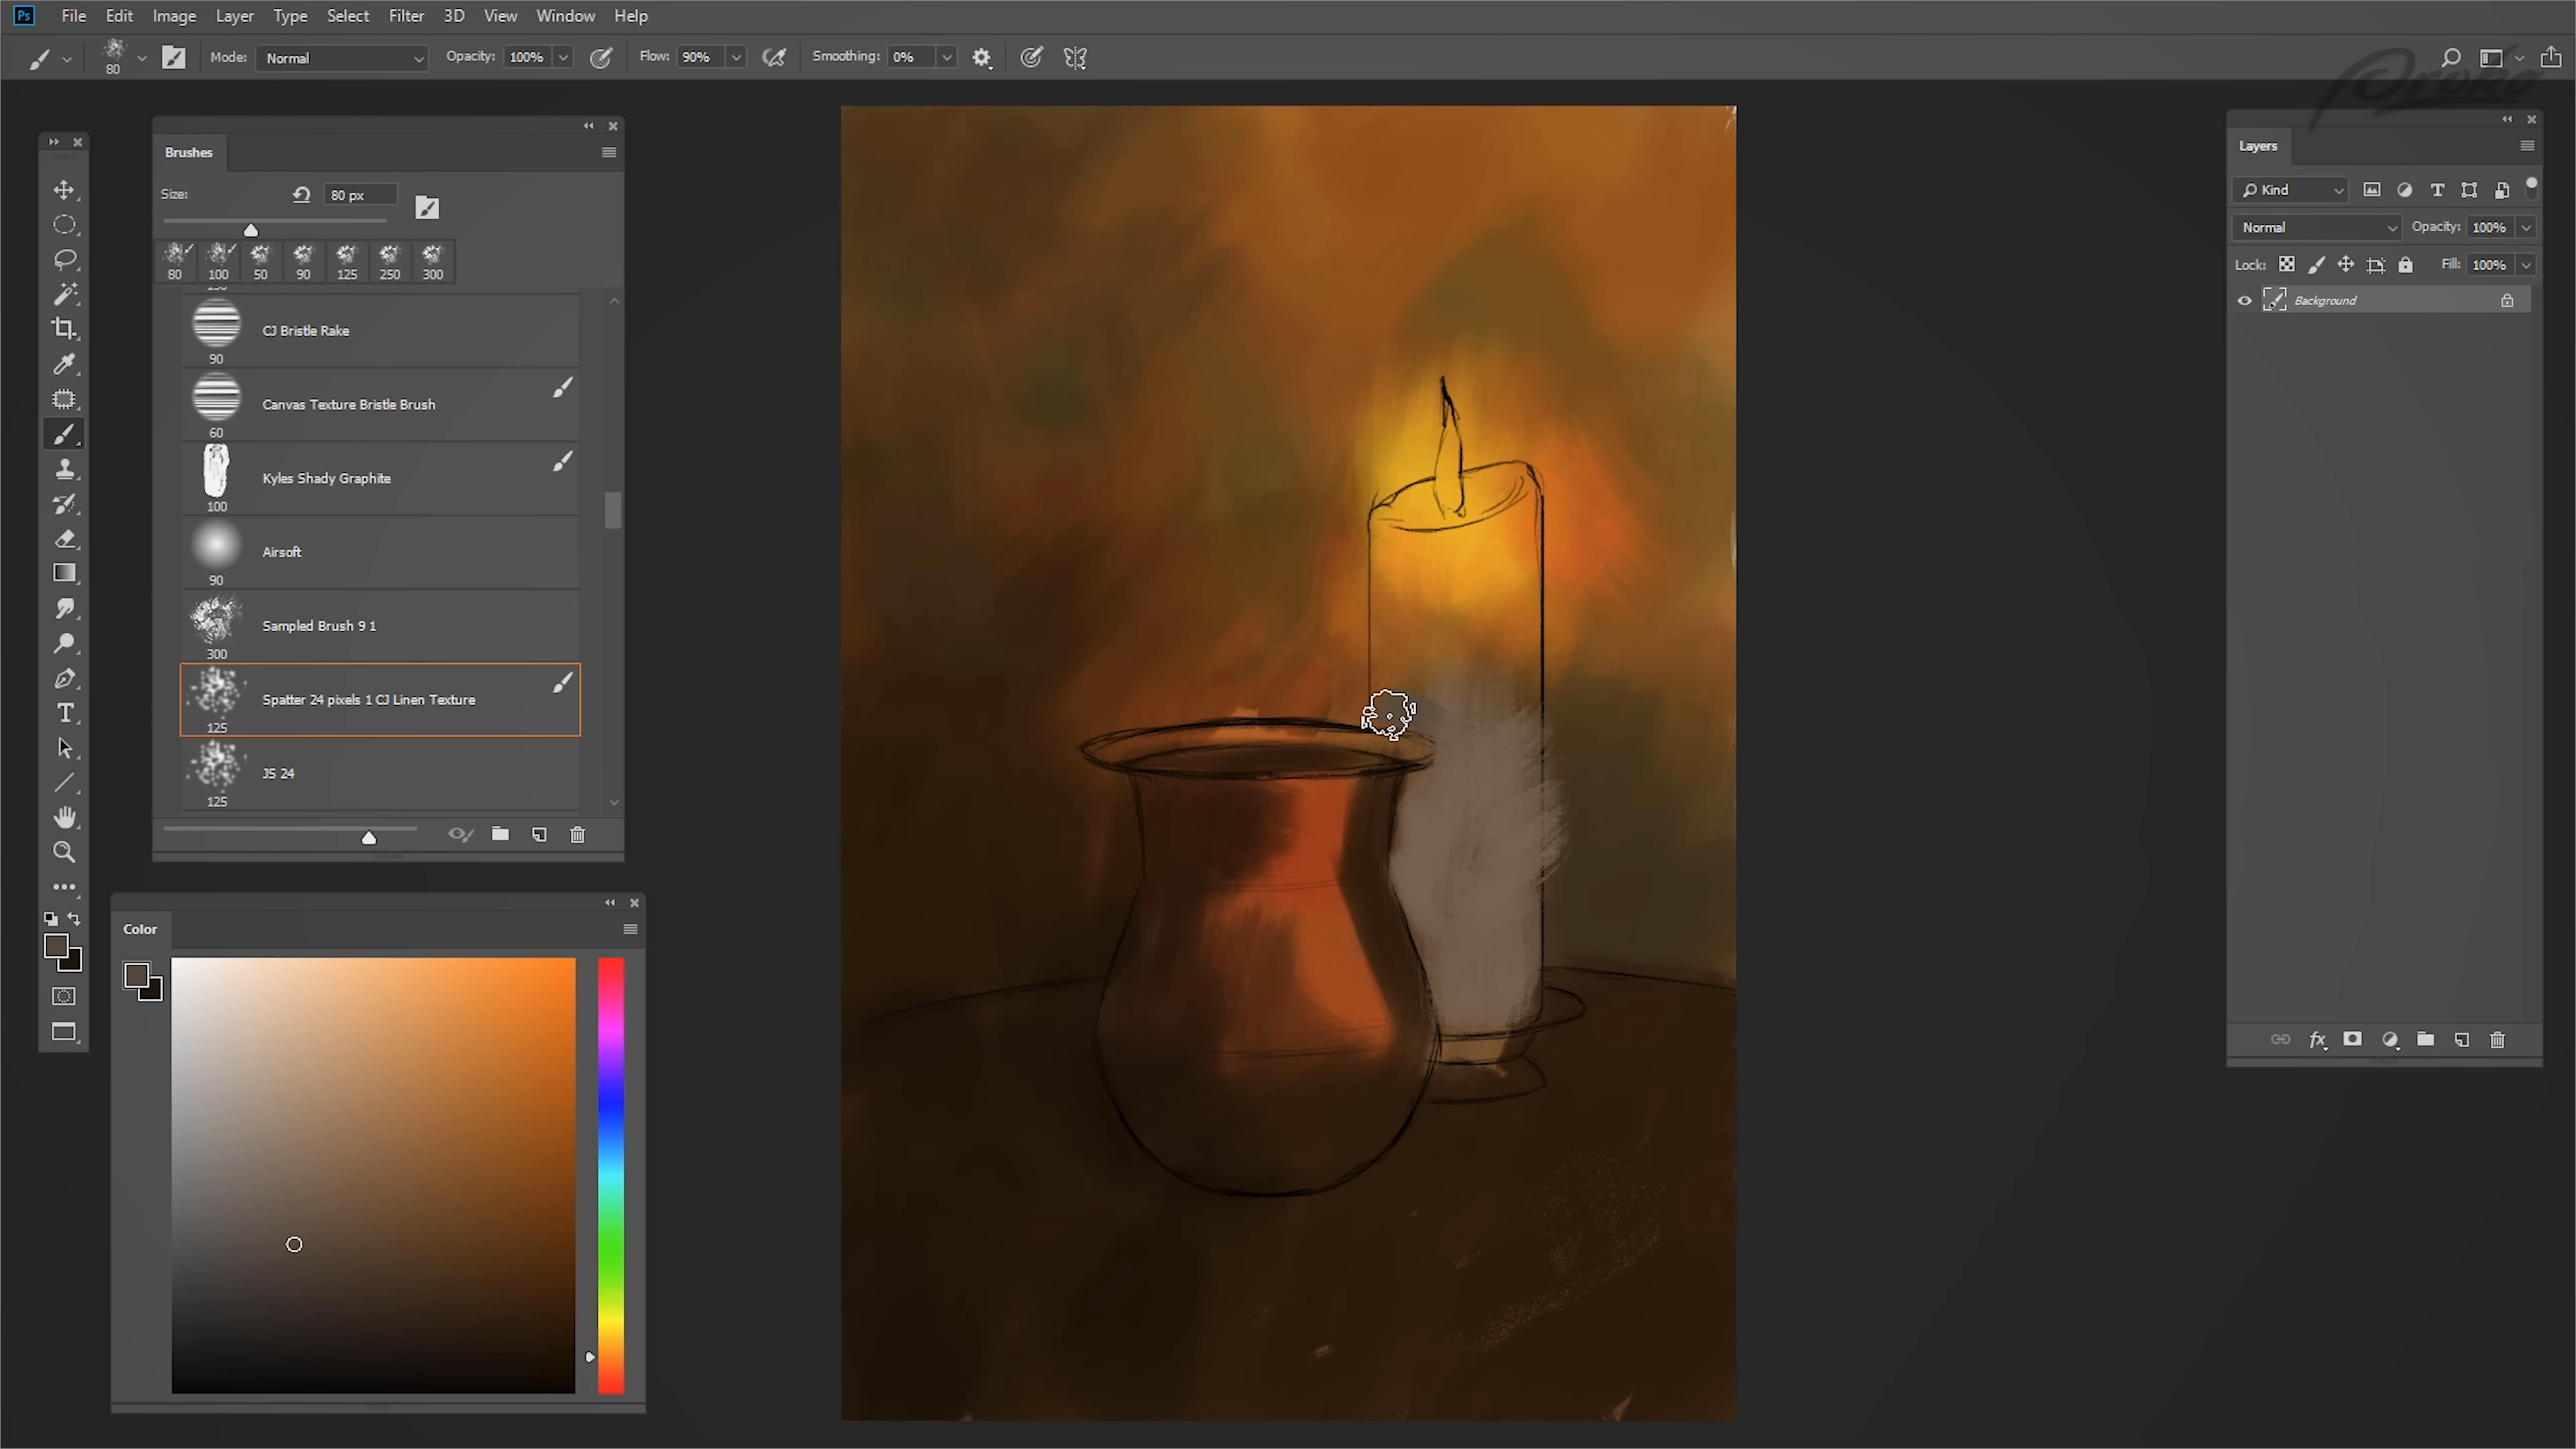 Ps File Edit Image Layer Type Select Filter 3D View Window Help
80 Mode: Normal Opacity: 100% Flow: 90% Smoothing: 0%
Proko
Brushes
Size: 80 px
80 100 50 90 125 250 300
CJ Bristle Rake
90
Canvas Texture Bristle Brush
60
Kyles Shady Graphite
100
Airsoft
90
Sampled Brush 9 1
300
Spatter 24 pixels 1 CJ Linen Texture
125
JS 24
125
Color
Layers
Kind
Normal Opacity: 100%
Lock: Fill: 100%
Background
fx